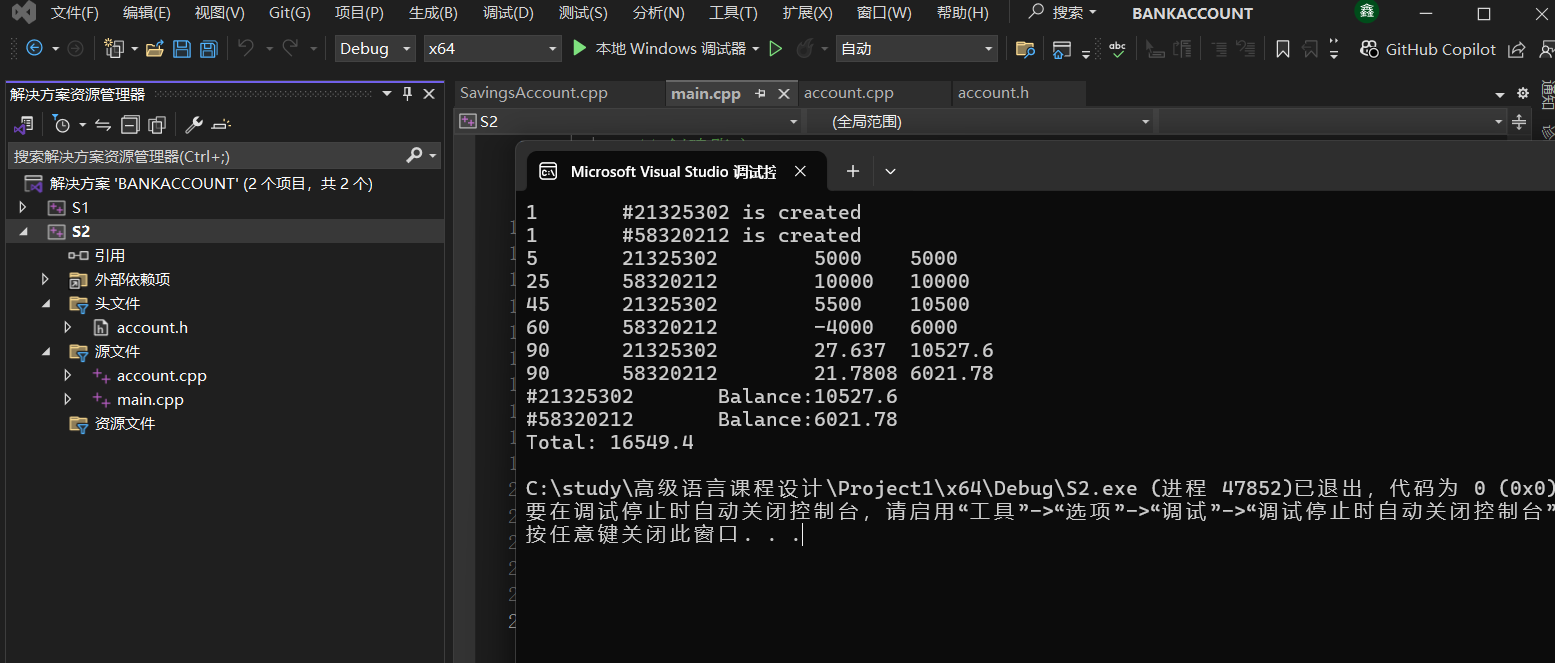 文件(F) 编辑(E) 视图(V) Git(G) 项目(P) 生成(B) 调试(D) 测试(S) 分析(N) 工具(T) 扩展(X) 窗口(W) 帮助(H) 搜索 BANKACCOUNT 鑫
Debug x64 本地 Windows 调试器 自动 abc GitHub Copilot
解决方案资源管理器
搜索解决方案资源管理器(Ctrl+;)
解决方案 'BANKACCOUNT' (2 个项目，共 2 个)
S1
S2
引用
外部依赖项
头文件
account.h
源文件
account.cpp
main.cpp
资源文件
SavingsAccount.cpp main.cpp account.cpp account.h
S2 (全局范围)
通知
Microsoft Visual Studio 调试控
1 #21325302 is created
1 #58320212 is created
5 21325302 5000 5000
25 58320212 10000 10000
45 21325302 5500 10500
60 58320212 -4000 6000
90 21325302 27.637 10527.6
90 58320212 21.7808 6021.78
#21325302 Balance:10527.6
#58320212 Balance:6021.78
Total: 16549.4
C:\study\高级语言课程设计\Project1\x64\Debug\S2.exe (进程 47852)已退出，代码为 0 (0x0)
要在调试停止时自动关闭控制台，请启用“工具”->“选项”->“调试”->“调试停止时自动关闭控制台”
按任意键关闭此窗口. . .